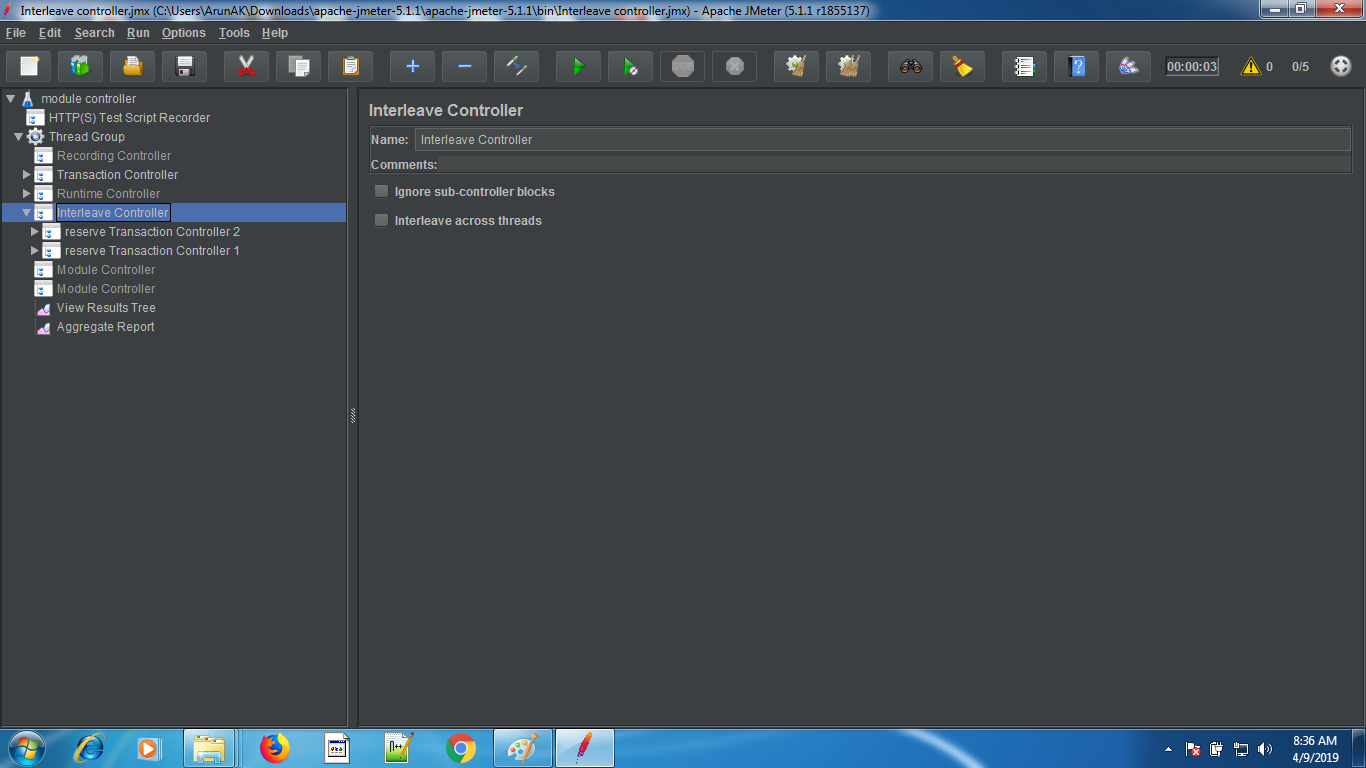 Interleave controller.jmx (C:\Users\ArunAK\Downloads\apache-jmeter-5.1.1\apache-jmeter-5.1.1\bin\Interleave controller.jmx) - Apache JMeter (5.1.1 r1855137)
File Edit Search Run Options Tools Help
STOP 00:00:03 0 0/5
module controller
HTTP(S) Test Script Recorder
Thread Group
Recording Controller
Transaction Controller
Runtime Controller
Interleave Controller
reserve Transaction Controller 2
reserve Transaction Controller 1
Module Controller
Module Controller
View Results Tree
Aggregate Report
Interleave Controller
Name: Interleave Controller
Comments:
Ignore sub-controller blocks
Interleave across threads
8:36 AM
4/9/2019